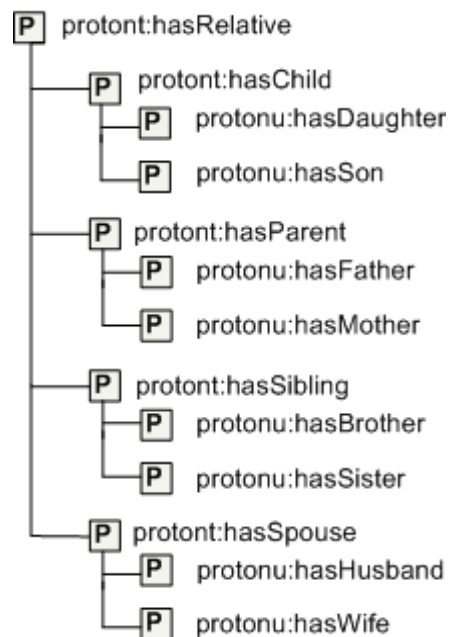 P protont:hasRelative
P protont:hasChild
P protonu:hasDaughter
P protonu:hasSon
P protont:hasParent
P protonu:hasFather
P protonu:hasMother
P protont:hasSibling
P protonu:hasBrother
P protonu:hasSister
P protont:hasSpouse
P protonu:hasHusband
P protonu:hasWife